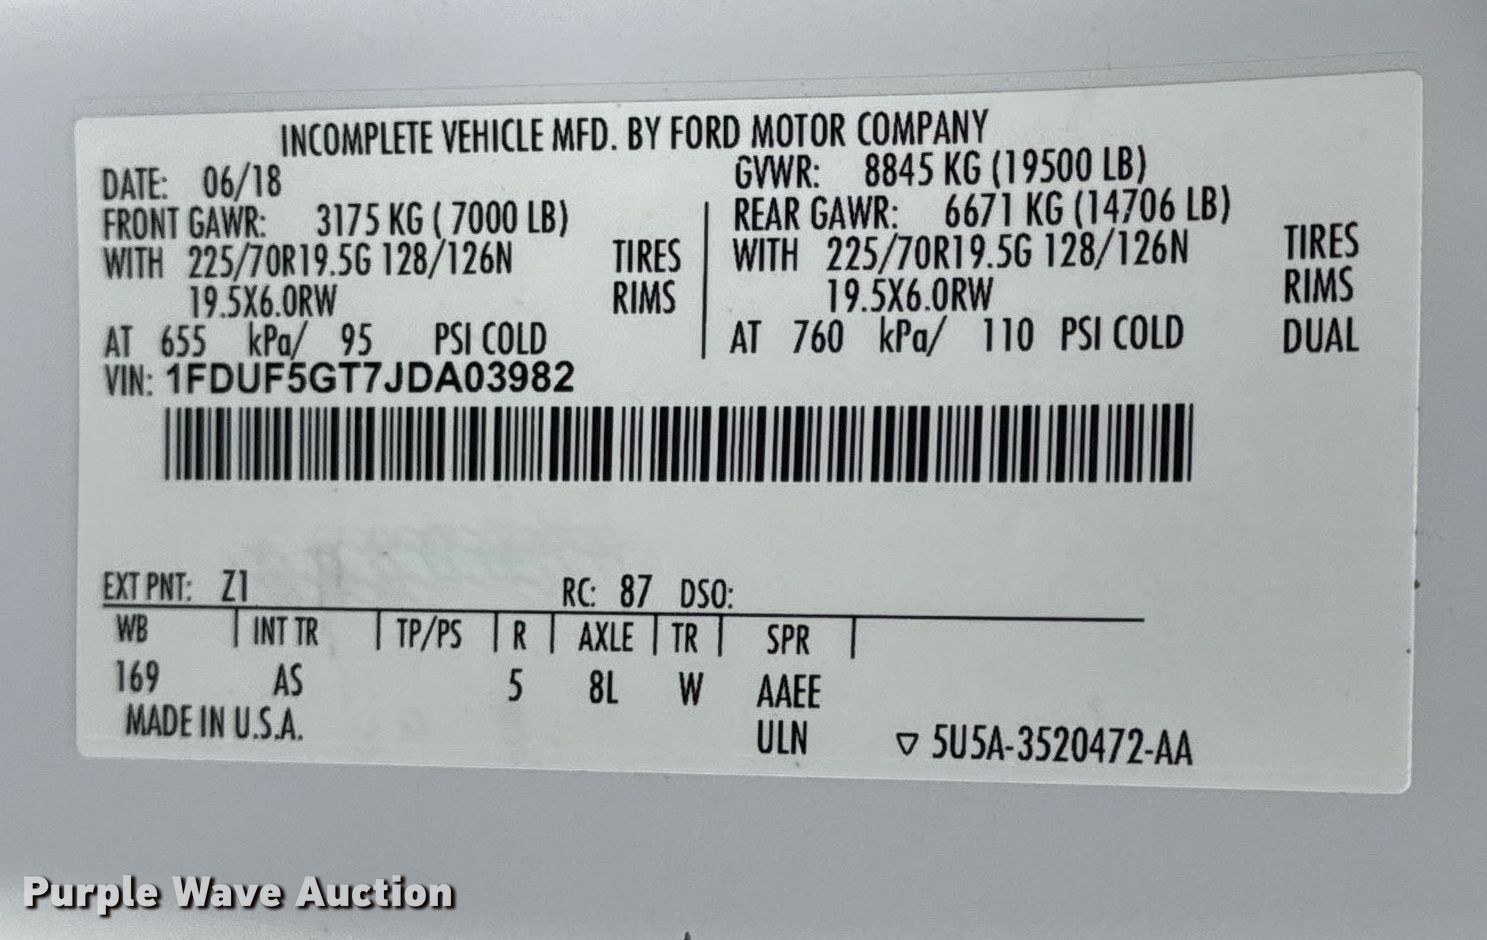 INCOMPLETE VEHICLE MFD. BY FORD MOTOR COMPANY
DATE: 06/18 GVWR: 8845 KG (19500 LB)
FRONT GAWR: 3175 KG ( 7000 LB) REAR GAWR: 6671 KG (14706 LB)
WITH 225/70R19.5G 128/126N TIRES WITH 225/70R19.5G 128/126N TIRES
19.5X6.0RW RIMS 19.5X6.0RW RIMS
AT 655 kPa/ 95 PSI COLD AT 760 kPa/ 110 PSI COLD DUAL
VIN: 1FDUF5GT7JDA03982
EXT PNT: Z1 RC: 87 DSO:
WB INT TR TP/PS R AXLE TR SPR
169 AS 5 8L W AAEE
MADE IN U.S.A. ULN ▽ 5U5A-3520472-AA
Purple Wave Auction